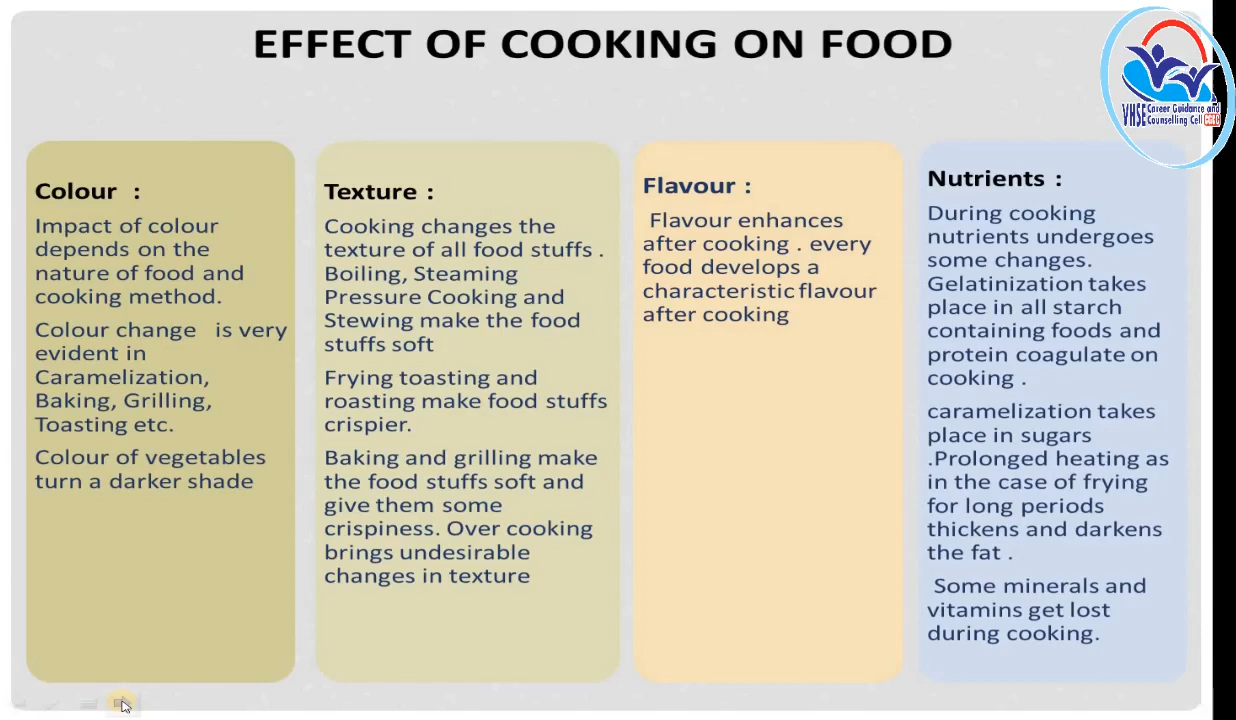 EFFECT OF COOKING ON FOOD
VHSE Career Guidance and
Counselling Cell CGCC
Colour :
Impact of colour
depends on the
nature of food and
cooking method.
Colour change is very
evident in
Caramelization,
Baking, Grilling,
Toasting etc.
Colour of vegetables
turn a darker shade
Texture :
Cooking changes the
texture of all food stuffs .
Boiling, Steaming
Pressure Cooking and
Stewing make the food
stuffs soft
Frying toasting and
roasting make food stuffs
crispier.
Baking and grilling make
the food stuffs soft and
give them some
crispiness. Over cooking
brings undesirable
changes in texture
Flavour :
Flavour enhances
after cooking . every
food develops a
characteristic flavour
after cooking
Nutrients :
During cooking
nutrients undergoes
some changes.
Gelatinization takes
place in all starch
containing foods and
protein coagulate on
cooking .
caramelization takes
place in sugars
.Prolonged heating as
in the case of frying
for long periods
thickens and darkens
the fat .
Some minerals and
vitamins get lost
during cooking.